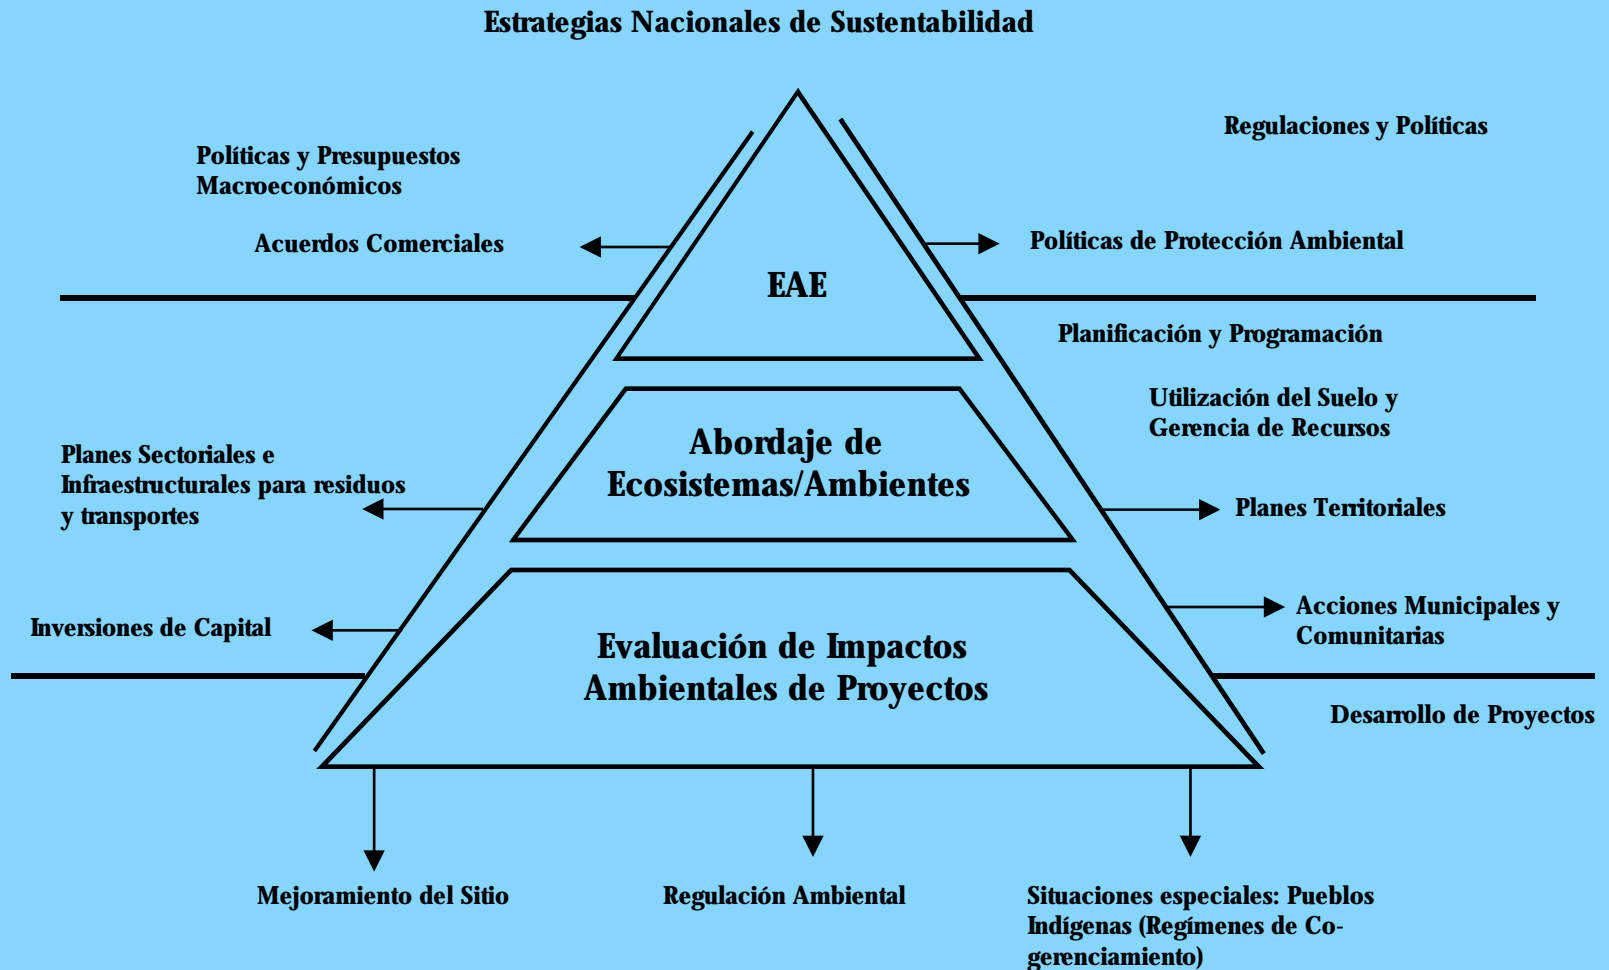 Estrategias Nacionales de Sustentabilidad
Regulaciones y Políticas
Políticas y Presupuestos
Macroeconómicos
Acuerdos Comerciales
Políticas de Protección Ambiental
EAE
Planificación y Programación
Utilización del Suelo y
Gerencia de Recursos
Abordaje de
Ecosistemas/Ambientes
Planes Sectoriales e
Infraestructurales para residuos
y transportes
Planes Territoriales
Inversiones de Capital
Acciones Municipales y
Comunitarias
Evaluación de Impactos
Ambientales de Proyectos
Desarrollo de Proyectos
Mejoramiento del Sitio
Regulación Ambiental
Situaciones especiales: Pueblos
Indígenas (Regímenes de Co-
gerenciamiento)